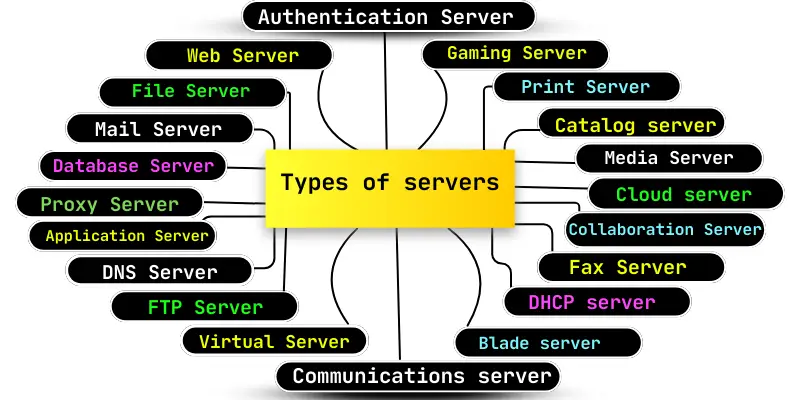 Authentication Server
Web Server
Gaming Server
File Server
Print Server
Mail Server
Catalog server
Database Server
Media Server
Types of servers
Proxy Server
Cloud server
Application Server
Collaboration Server
DNS Server
Fax Server
FTP Server
DHCP server
Virtual Server
Blade server
Communications server